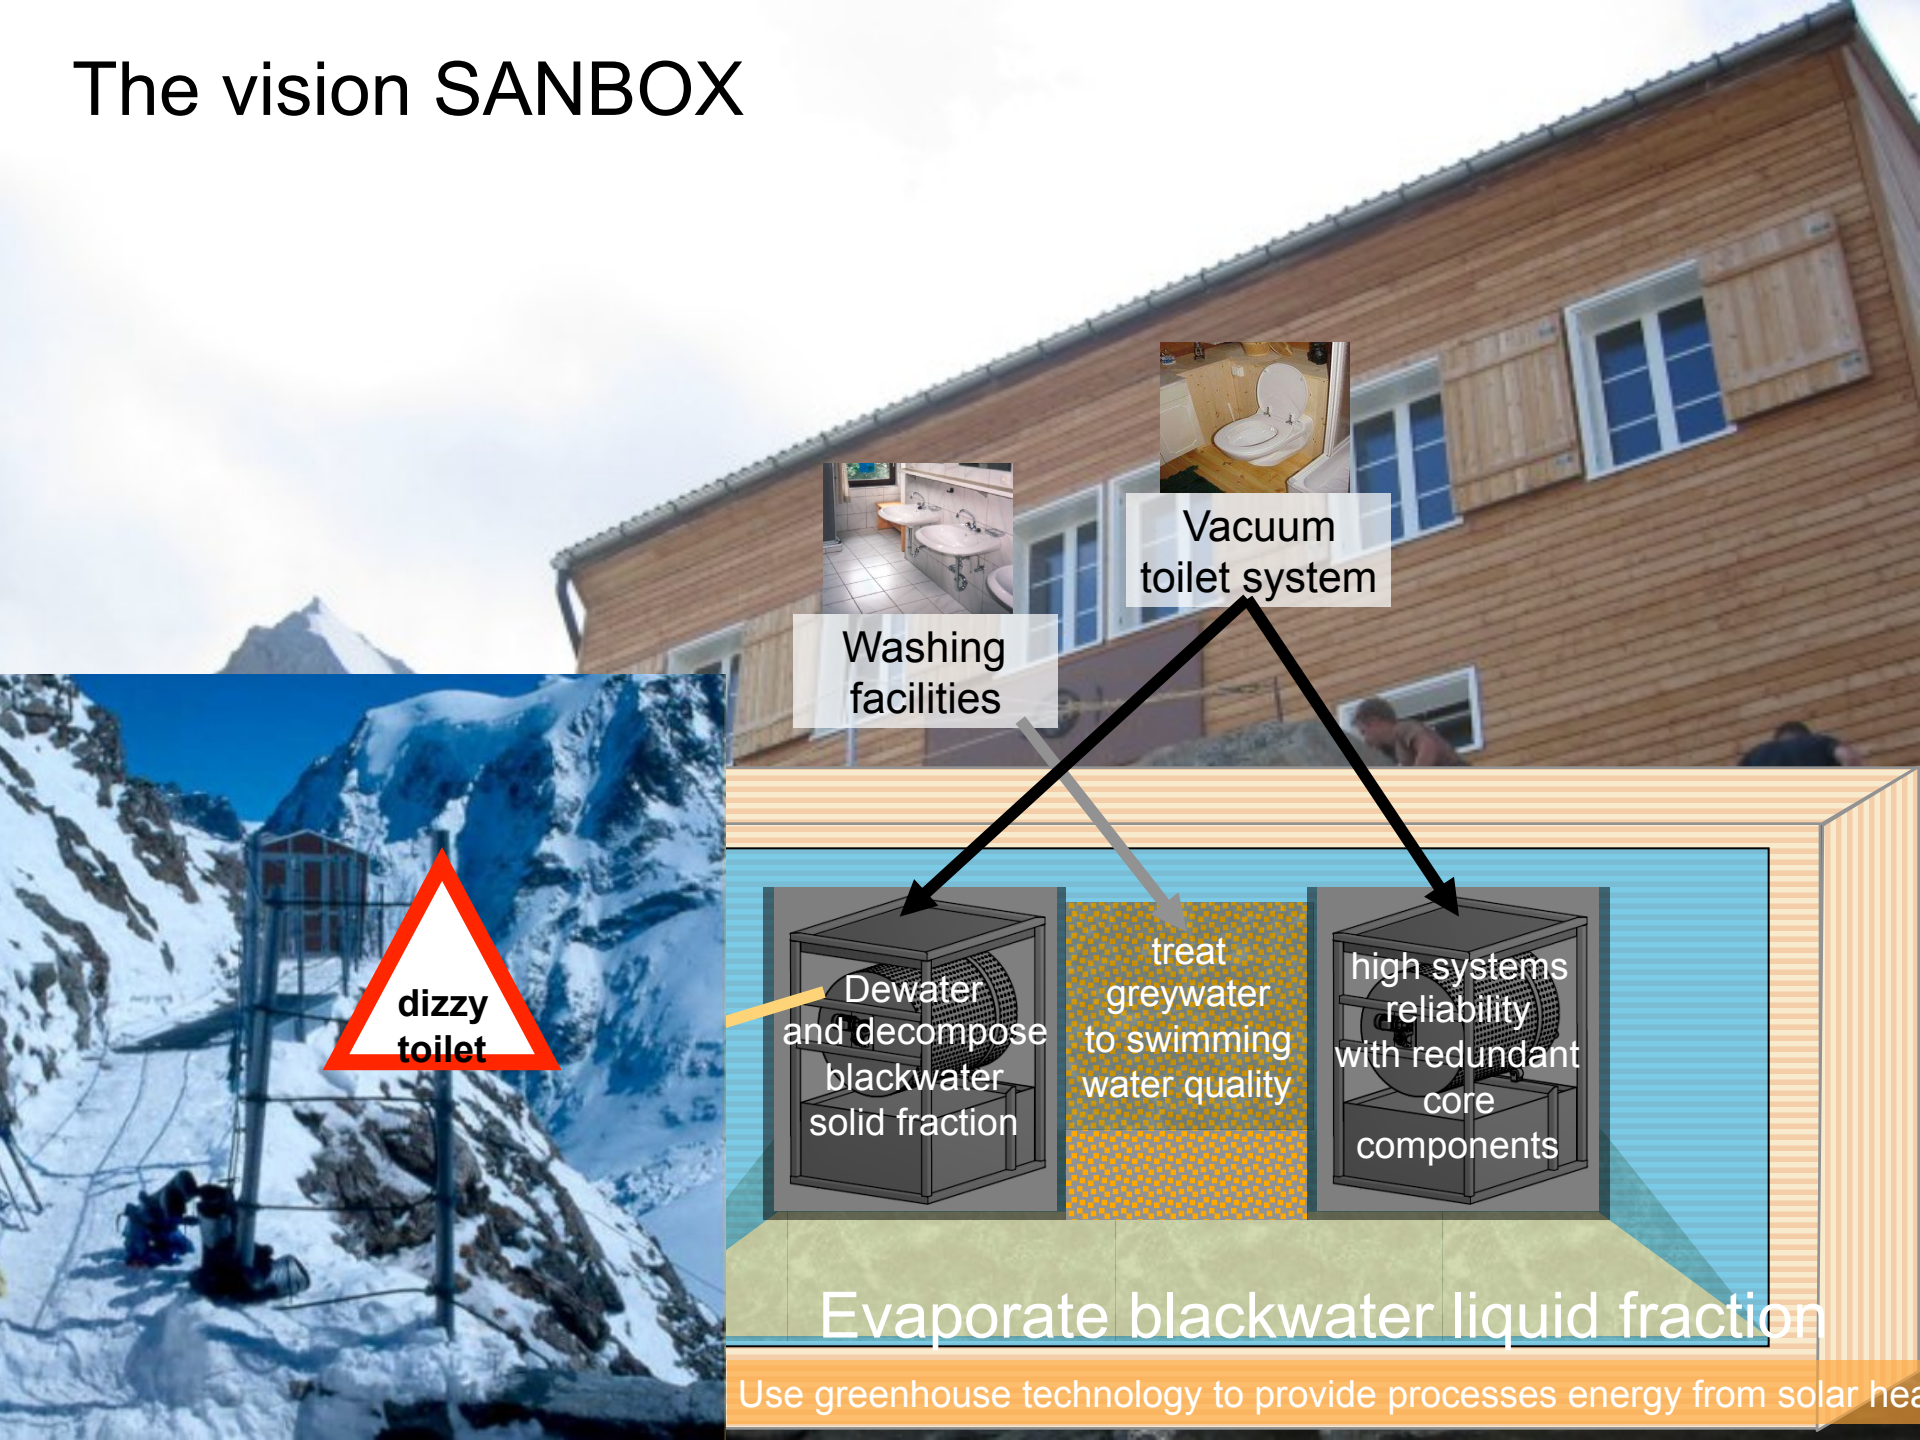 The vision SANBOX
Vacuum
toilet system
Washing
facilities
dizzy
toilet
Dewater
and decompose
blackwater
solid fraction
treat
greywater
to swimming
water quality
high systems
reliability
with redundant
core
components
Evaporate blackwater liquid fraction
Use greenhouse technology to provide processes energy from solar